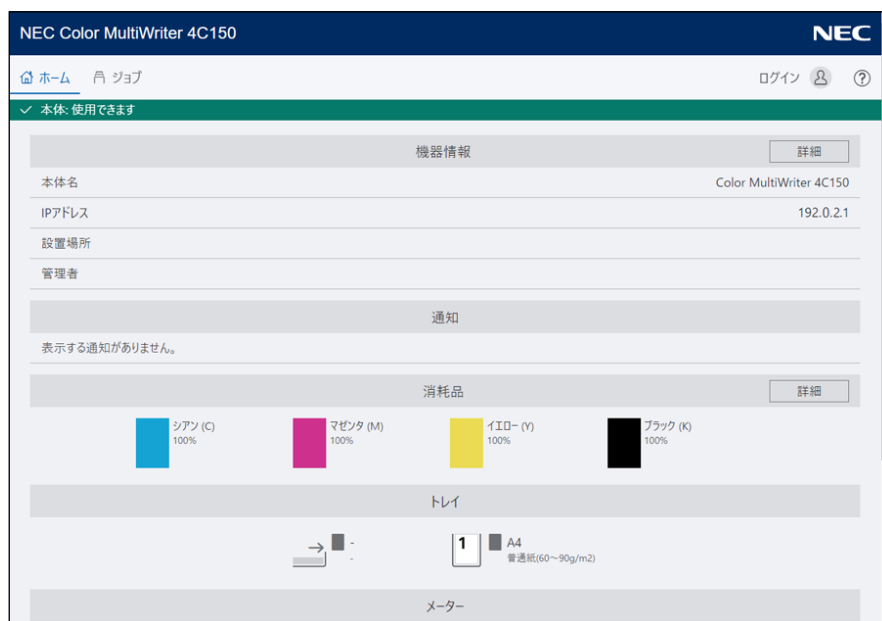 NEC Color MultiWriter 4C150
NEC
ホーム ジョブ ログイン ?
本体: 使用できます
機器情報 詳細
本体名 Color MultiWriter 4C150
IPアドレス 192.0.2.1
設置場所
管理者
通知
表示する通知がありません。
消耗品 詳細
シアン (C) マゼンタ (M) イエロー (Y) ブラック (K)
100% 100% 100% 100%
トレイ
- 1 A4
- 普通紙(60～90g/m2)
メーター